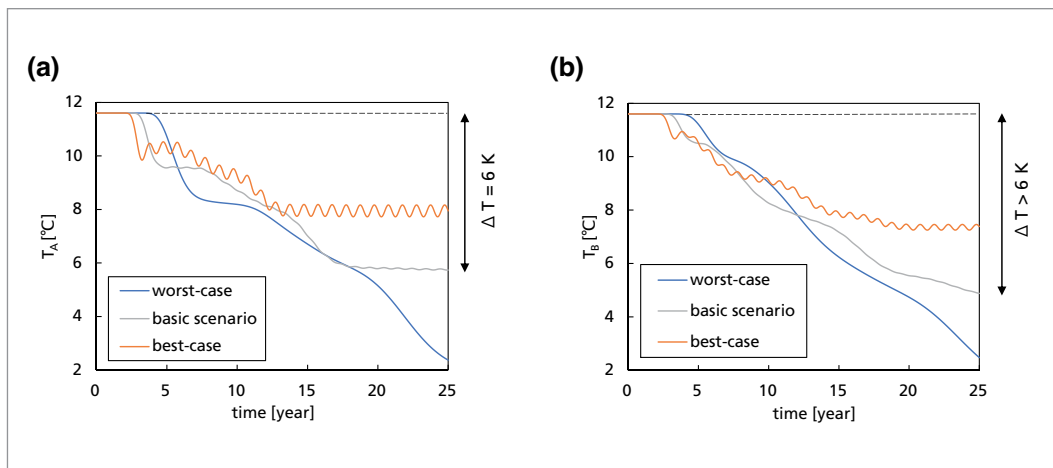 (a)
12
10
8
6
4
2
T_A [°C]
worst-case
basic scenario
best-case
0 5 10 15 20 25
time [year]
Δ T = 6 K
(b)
12
10
8
6
4
2
T_B [°C]
worst-case
basic scenario
best-case
0 5 10 15 20 25
time [year]
Δ T > 6 K